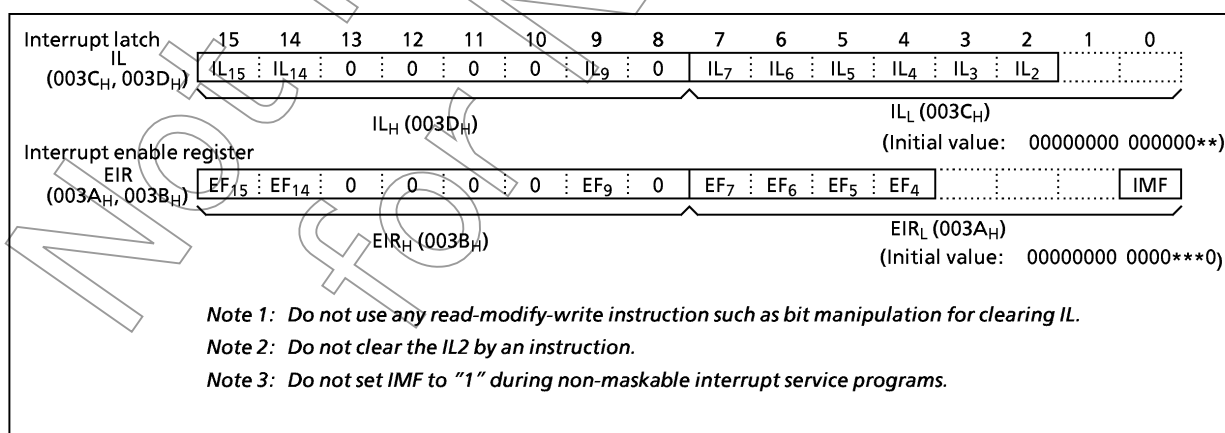 Interrupt latch 15 14 13 12 11 10 9 8 7 6 5 4 3 2 1 0
IL
(003CH, 003DH) IL15 IL14 0 0 0 0 IL9 0 IL7 IL6 IL5 IL4 IL3 IL2
ILH (003DH) ILL (003CH)
(Initial value: 00000000 000000**)
Interrupt enable register
EIR
(003AH, 003BH) EF15 EF14 0 0 0 0 EF9 0 EF7 EF6 EF5 EF4 IMF
EIRH (003BH) EIRL (003AH)
(Initial value: 00000000 0000***0)
Note 1: Do not use any read-modify-write instruction such as bit manipulation for clearing IL.
Note 2: Do not clear the IL2 by an instruction.
Note 3: Do not set IMF to "1" during non-maskable interrupt service programs.
Not
for